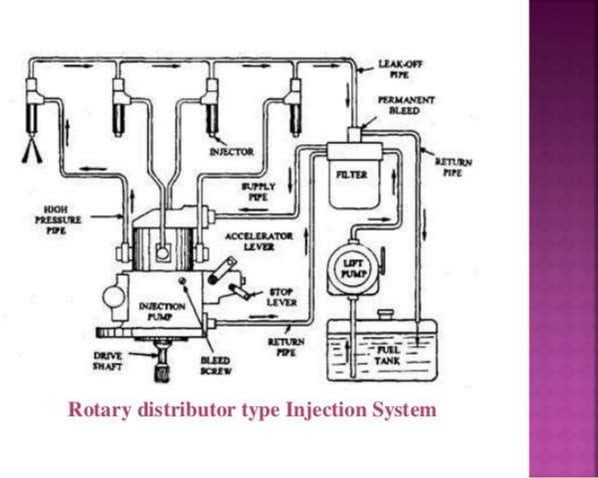 LEAK-OFF
PIPE
PERMANENT
BLEED
INJECTOR
RETURN
PIPE
SUPPLY
PIPE
FILTER
HIGH
PRESSURE
PIPE
ACCELERATOR
LEVER
LIFT
PUMP
STOP
LEVER
INJECTION
PUMP
RETURN
PIPE
FUEL
TANK
DRIVE
SHAFT
BLEED
SCREW
Rotary distributor type Injection System